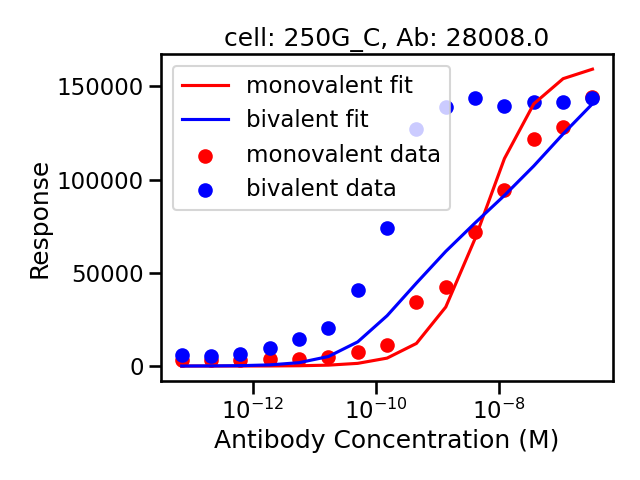 cell: 250G_C, Ab: 28008.0
monovalent fit
bivalent fit
monovalent data
bivalent data
Response
150000
100000
50000
0
10⁻¹² 10⁻¹⁰ 10⁻⁸
Antibody Concentration (M)